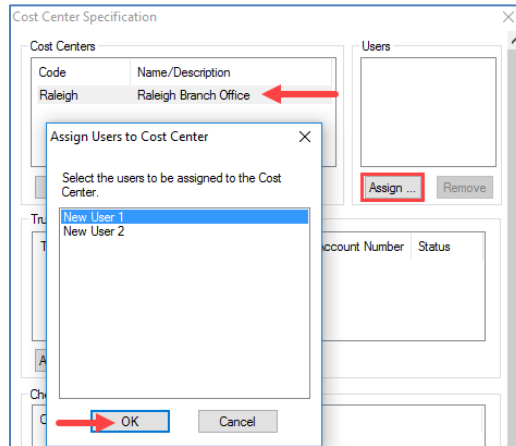 Cost Center Specification
Cost Centers
Users
Code Name/Description
Raleigh Raleigh Branch Office
Assign Users to Cost Center
Select the users to be assigned to the Cost
Center.
New User 1
New User 2
OK Cancel
Assign ... Remove
Account Number Status